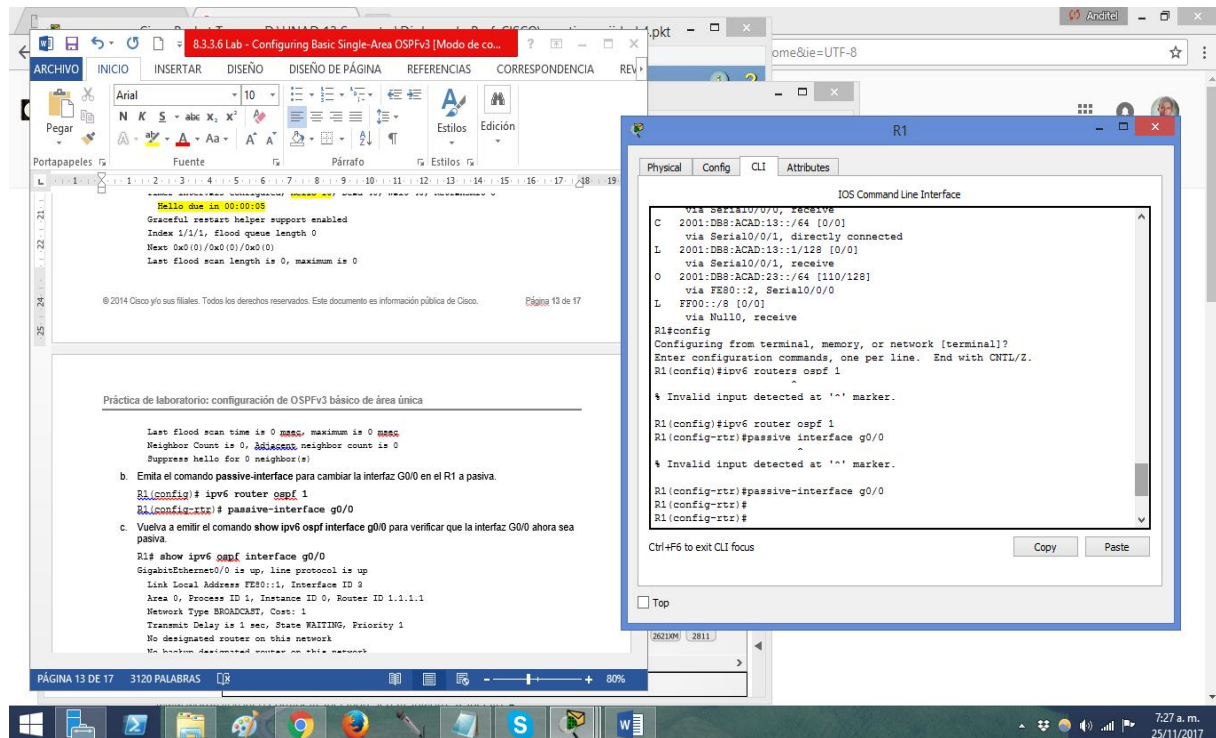 Anditel
.pkt
ome&ie=UTF-8
8.3.3.6 Lab - Configuring Basic Single-Area OSPFv3 [Modo de co...
ARCHIVO INICIO INSERTAR DISEÑO DISEÑO DE PÁGINA REFERENCIAS CORRESPONDENCIA REV
Pegar
Arial 10
N K S abc x₂ x²
Aa A A
Estilos
Edición
Portapapeles Fuente Párrafo Estilos
Hello due in 00:00:05
Graceful restart helper support enabled
Index 1/1/1, flood queue length 0
Next 0x0(0)/0x0(0)/0x0(0)
Last flood scan length is 0, maximum is 0
© 2014 Cisco y/o sus filiales. Todos los derechos reservados. Este documento es información pública de Cisco. Página 13 de 17
Práctica de laboratorio: configuración de OSPFv3 básico de área única
Last flood scan time is 0 msec, maximum is 0 msec
Neighbor Count is 0, Adjacent neighbor count is 0
Suppress hello for 0 neighbor(s)
b. Emita el comando passive-interface para cambiar la interfaz G0/0 en el R1 a pasiva.
R1(config)# ipv6 router ospf 1
R1(config-rtr)# passive-interface g0/0
c. Vuelva a emitir el comando show ipv6 ospf interface g0/0 para verificar que la interfaz G0/0 ahora sea
pasiva.
R1# show ipv6 ospf interface g0/0
GigabitEthernet0/0 is up, line protocol is up
Link Local Address FE80::1, Interface ID 3
Area 0, Process ID 1, Instance ID 0, Router ID 1.1.1.1
Network Type BROADCAST, Cost: 1
Transmit Delay is 1 sec, State WAITING, Priority 1
No designated router on this network
No backup designated router on this network
PÁGINA 13 DE 17 3120 PALABRAS 80%
R1
Physical Config CLI Attributes
IOS Command Line Interface
via Serial0/0/0, receive
C 2001:DB8:ACAD:13::/64 [0/0]
via Serial0/0/1, directly connected
L 2001:DB8:ACAD:13::1/128 [0/0]
via Serial0/0/1, receive
O 2001:DB8:ACAD:23::/64 [110/128]
via FE80::2, Serial0/0/0
L FF00::/8 [0/0]
via Null0, receive
R1#config
Configuring from terminal, memory, or network [terminal]?
Enter configuration commands, one per line. End with CNTL/Z.
R1(config)#ipv6 routers ospf 1
^
% Invalid input detected at '^' marker.
R1(config)#ipv6 router ospf 1
R1(config-rtr)#passive interface g0/0
^
% Invalid input detected at '^' marker.
R1(config-rtr)#passive-interface g0/0
R1(config-rtr)#
R1(config-rtr)#
Ctrl+F6 to exit CLI focus
Copy Paste
Top
2621XM 2811
7:27 a. m.
25/11/2017